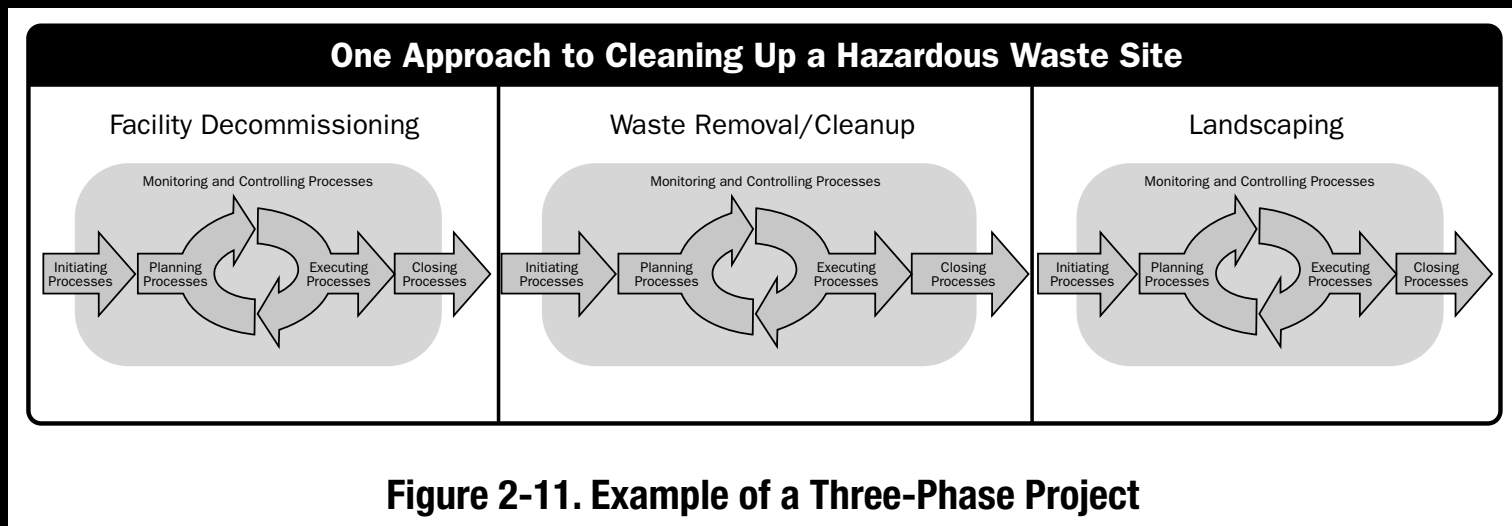 One Approach to Cleaning Up a Hazardous Waste Site
Facility Decommissioning
Monitoring and Controlling Processes
Initiating
Processes
Planning
Processes
Executing
Processes
Closing
Processes
Waste Removal/Cleanup
Monitoring and Controlling Processes
Initiating
Processes
Planning
Processes
Executing
Processes
Closing
Processes
Landscaping
Monitoring and Controlling Processes
Initiating
Processes
Planning
Processes
Executing
Processes
Closing
Processes
Figure 2-11. Example of a Three-Phase Project